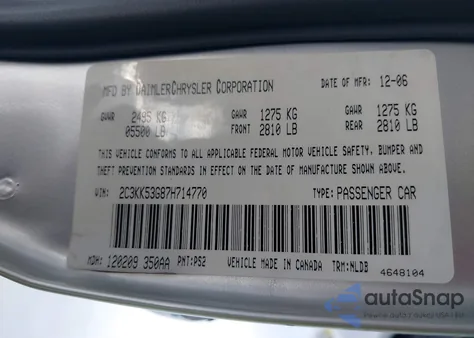 MFD BY DAIMLERCHRYSLER CORPORATION DATE OF MFR: 12-06
GVWR 2495 KG GAWR 1275 KG GAWR 1275 KG
05500 LB FRONT 2810 LB REAR 2810 LB
THIS VEHICLE CONFORMS TO ALL APPLICABLE FEDERAL MOTOR VEHICLE SAFETY, BUMPER AND
THEFT PREVENTION STANDARDS IN EFFECT ON THE DATE OF MANUFACTURE SHOWN ABOVE.
VIN: 2C3KK53G87H714770 TYPE: PASSENGER CAR
MDH: 120209 350AA PNT: PS2 VEHICLE MADE IN CANADA TRM: NLDB
4648104
autoSnap